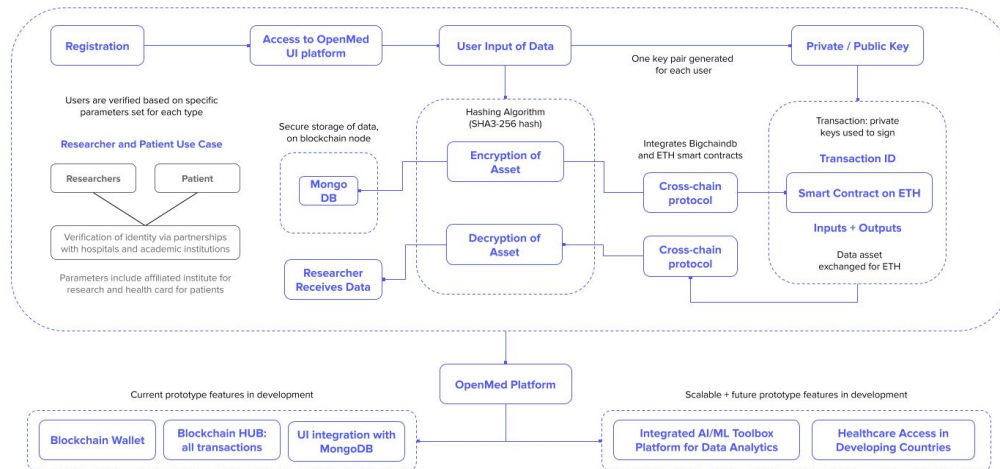 Registration
Access to OpenMed
UI platform
User Input of Data
One key pair generated
for each user
Private / Public Key
Users are verified based on specific
parameters set for each type
Researcher and Patient Use Case
Researchers
Patient
Verification of identity via partnerships
with hospitals and academic institutions
Parameters include affiliated institute for
research and health card for patients
Secure storage of data,
on blockchain node
Mongo
DB
Researcher
Receives Data
Hashing Algorithm
(SHA3-256 hash)
Encryption of
Asset
Decryption of
Asset
Integrates Bigchaindb
and ETH smart contracts
Cross-chain
protocol
Cross-chain
protocol
Transaction: private
keys used to sign
Transaction ID
Smart Contract on ETH
Inputs + Outputs
Data asset
exchanged for ETH
OpenMed Platform
Current prototype features in development
Blockchain Wallet
Blockchain HUB:
all transactions
UI integration with
MongoDB
Scalable + future prototype features in development
Integrated AI/ML Toolbox
Platform for Data Analytics
Healthcare Access in
Developing Countries